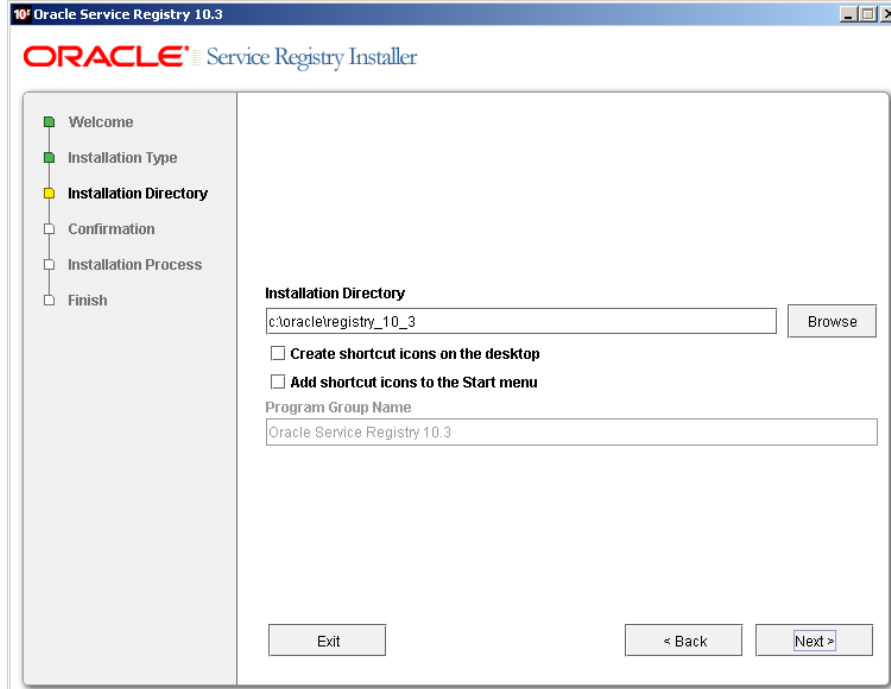 Oracle Service Registry 10.3
ORACLE Service Registry Installer
Welcome
Installation Type
Installation Directory
Confirmation
Installation Process
Finish
Installation Directory
c:\oracle\registry_10_3
Browse
Create shortcut icons on the desktop
Add shortcut icons to the Start menu
Program Group Name
Oracle Service Registry 10.3
Exit
< Back
Next >